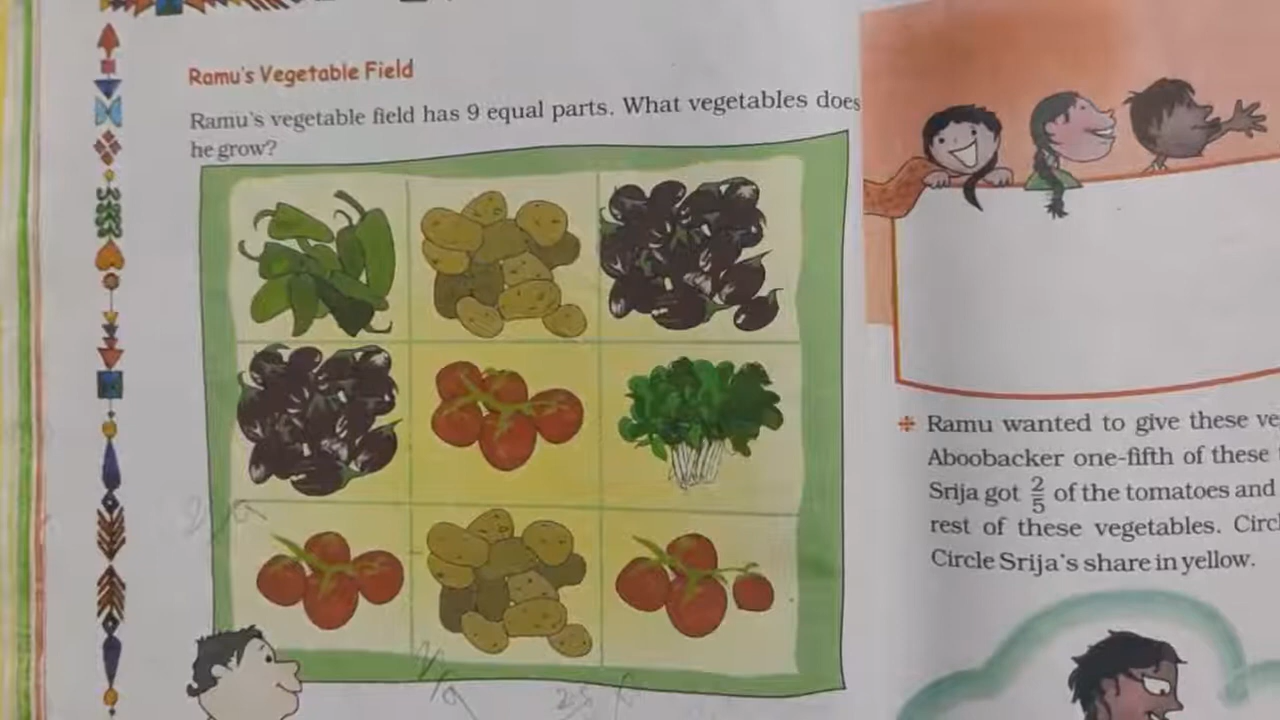 Ramu's Vegetable Field
Ramu's vegetable field has 9 equal parts. What vegetables does
he grow?
Ramu wanted to give these
Aboobacker one-fifth of these
Srija got 2/5 of the tomatoes and
rest of these vegetables.
Circle Srija's share in yellow.